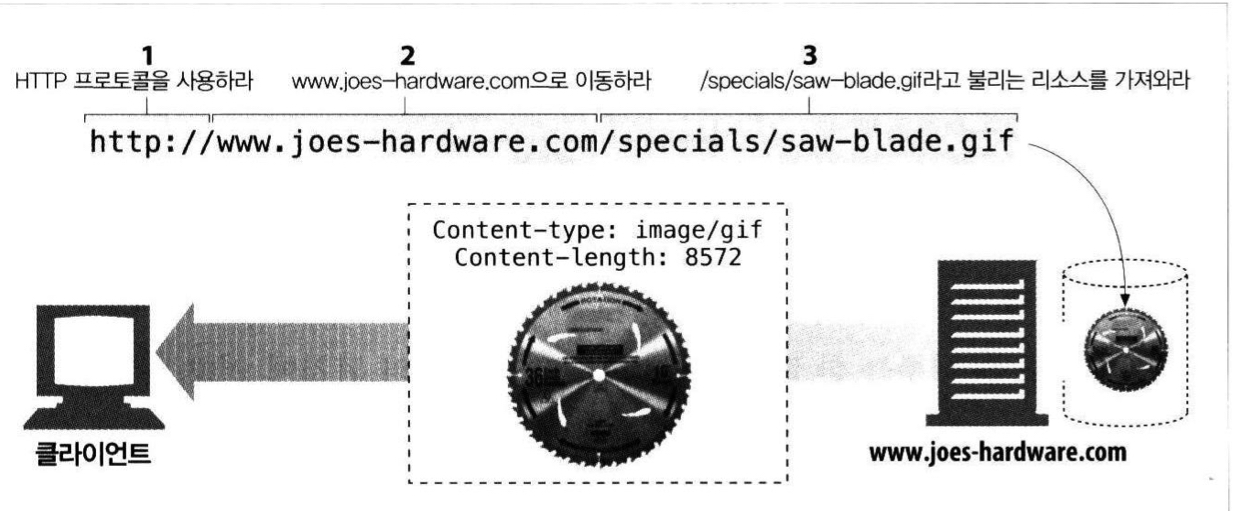 1
HTTP 프로토콜을 사용하라
2
www.joes-hardware.com으로 이동하라
3
/specials/saw-blade.gif라고 불리는 리소스를 가져와라
http://www.joes-hardware.com/specials/saw-blade.gif
Content-type: image/gif
Content-length: 8572
클라이언트
www.joes-hardware.com